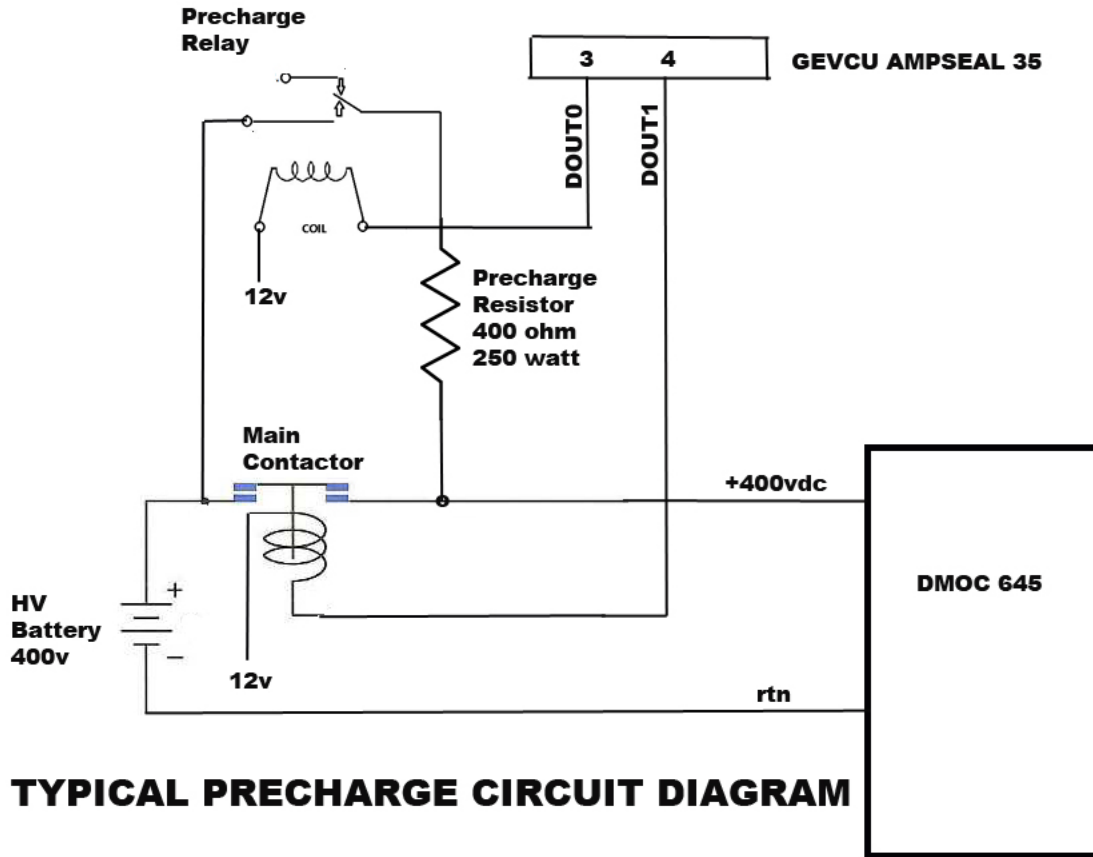 Precharge
Relay
3 4
GEVCU AMPSEAL 35
DOUT0
DOUT1
COIL
12v
Precharge
Resistor
400 ohm
250 watt
Main
Contactor
+400vdc
DMOC 645
+
HV
Battery
400v
−
12v
rtn
TYPICAL PRECHARGE CIRCUIT DIAGRAM